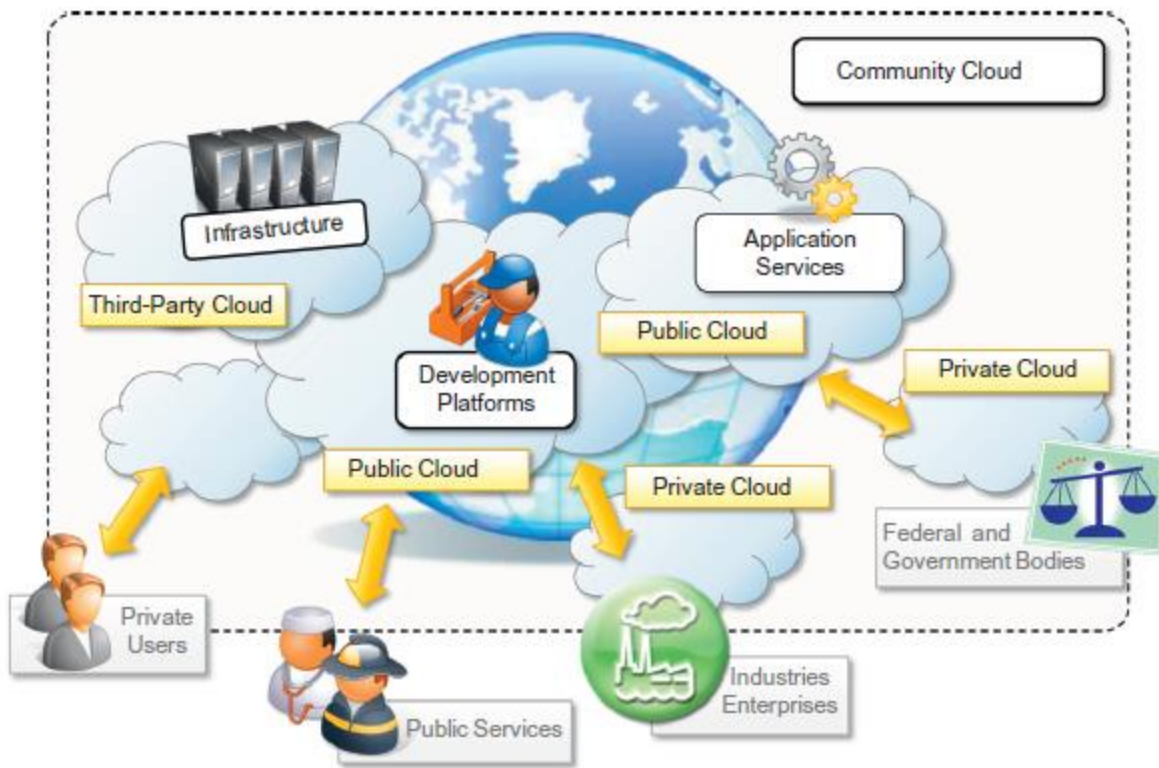 Community Cloud
Infrastructure
Application
Services
Third-Party Cloud
Public Cloud
Development
Platforms
Private Cloud
Public Cloud
Private Cloud
Federal and
Government Bodies
Private
Users
Industries
Enterprises
Public Services